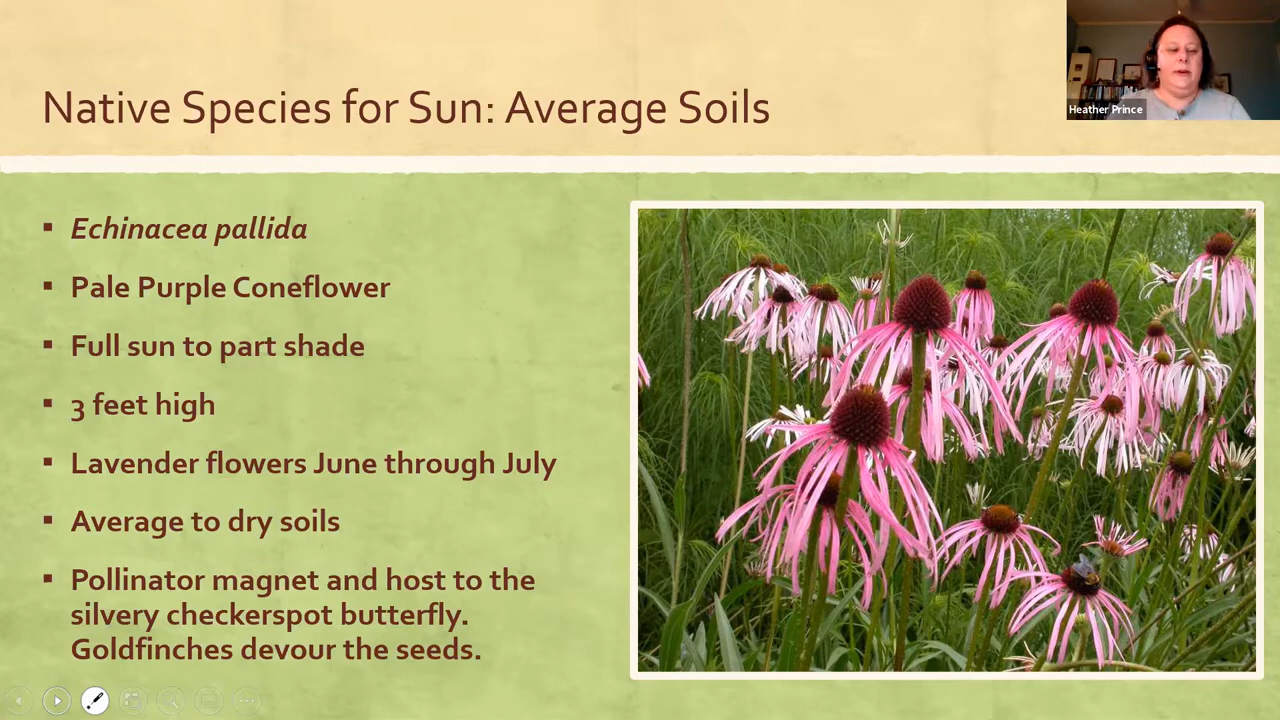 Native Species for Sun: Average Soils
Heather Prince
▪ Echinacea pallida
▪ Pale Purple Coneflower
▪ Full sun to part shade
▪ 3 feet high
▪ Lavender flowers June through July
▪ Average to dry soils
▪ Pollinator magnet and host to the
silvery checkerspot butterfly.
Goldfinches devour the seeds.